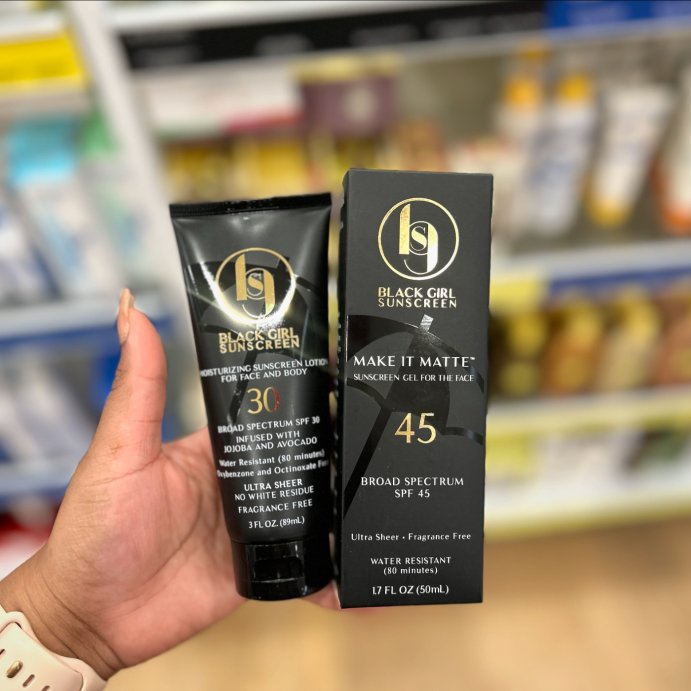 bsg
BLACK GIRL
SUNSCREEN
MOISTURIZING SUNSCREEN LOTION
FOR FACE AND BODY
30
BROAD SPECTRUM SPF 30
INFUSED WITH
JOJOBA AND AVOCADO
Water Resistant (80 minutes)
Oxybenzone and Octinoxate Free
ULTRA SHEER
NO WHITE RESIDUE
FRAGRANCE FREE
3 FL OZ. (89mL)
bsg
BLACK GIRL
SUNSCREEN
MAKE IT MATTE™
SUNSCREEN GEL FOR THE FACE
45
BROAD SPECTRUM
SPF 45
Ultra Sheer • Fragrance Free
WATER RESISTANT
(80 minutes)
1.7 FL OZ (50mL)